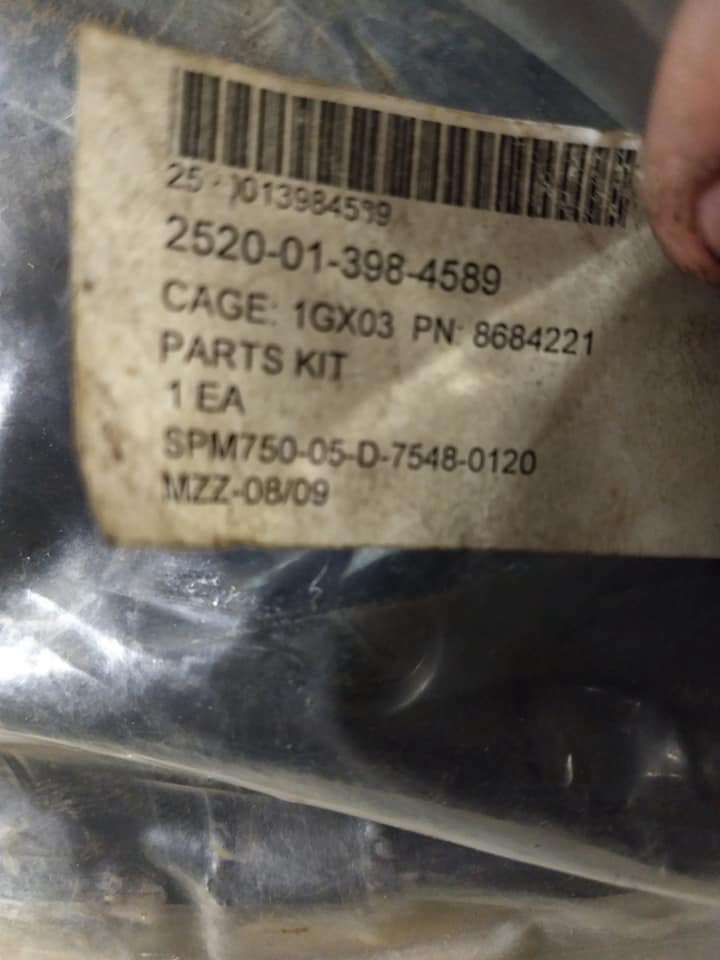 2520-01-398-4589
CAGE: 1GX03 PN: 8684221
PARTS KIT
1 EA
SPM750-05-D-7548-0120
MZZ-08/09